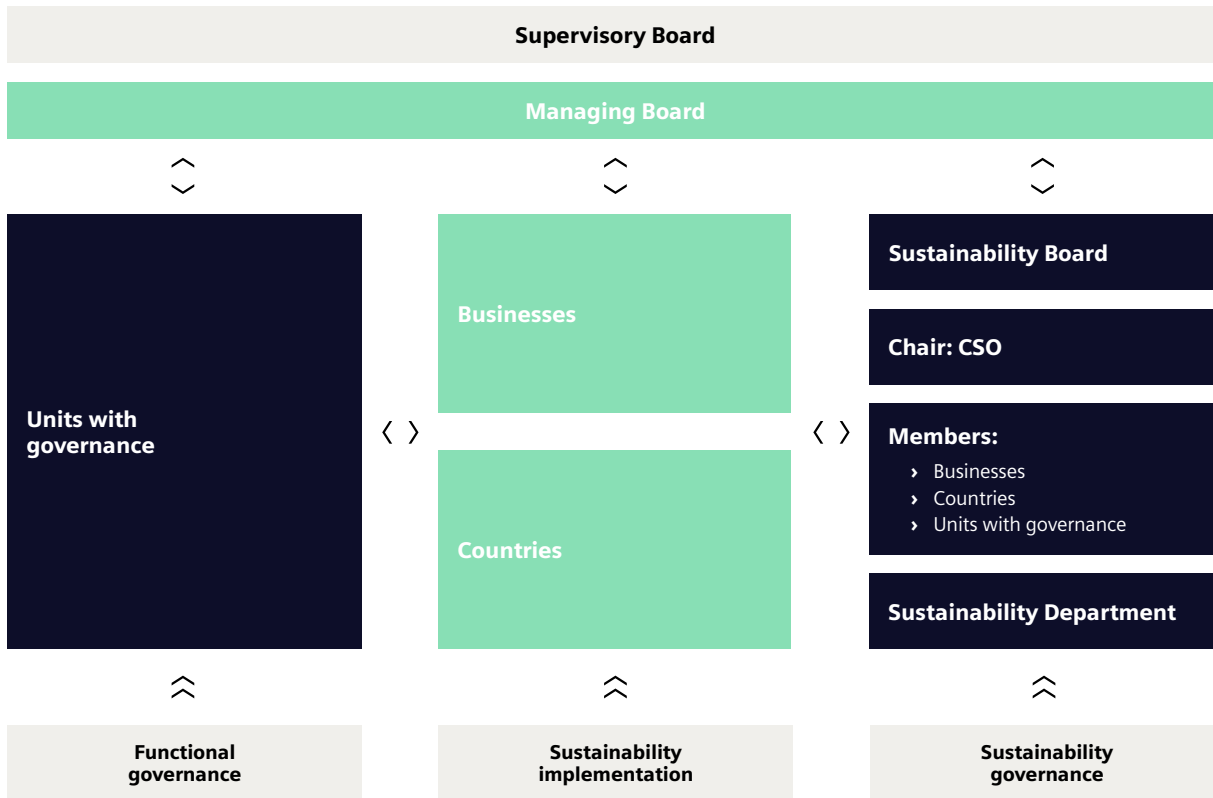 Supervisory Board
Managing Board
Units with
governance
Businesses
Countries
Sustainability Board
Chair: CSO
Members:
› Businesses
› Countries
› Units with governance
Sustainability Department
Functional
governance
Sustainability
implementation
Sustainability
governance